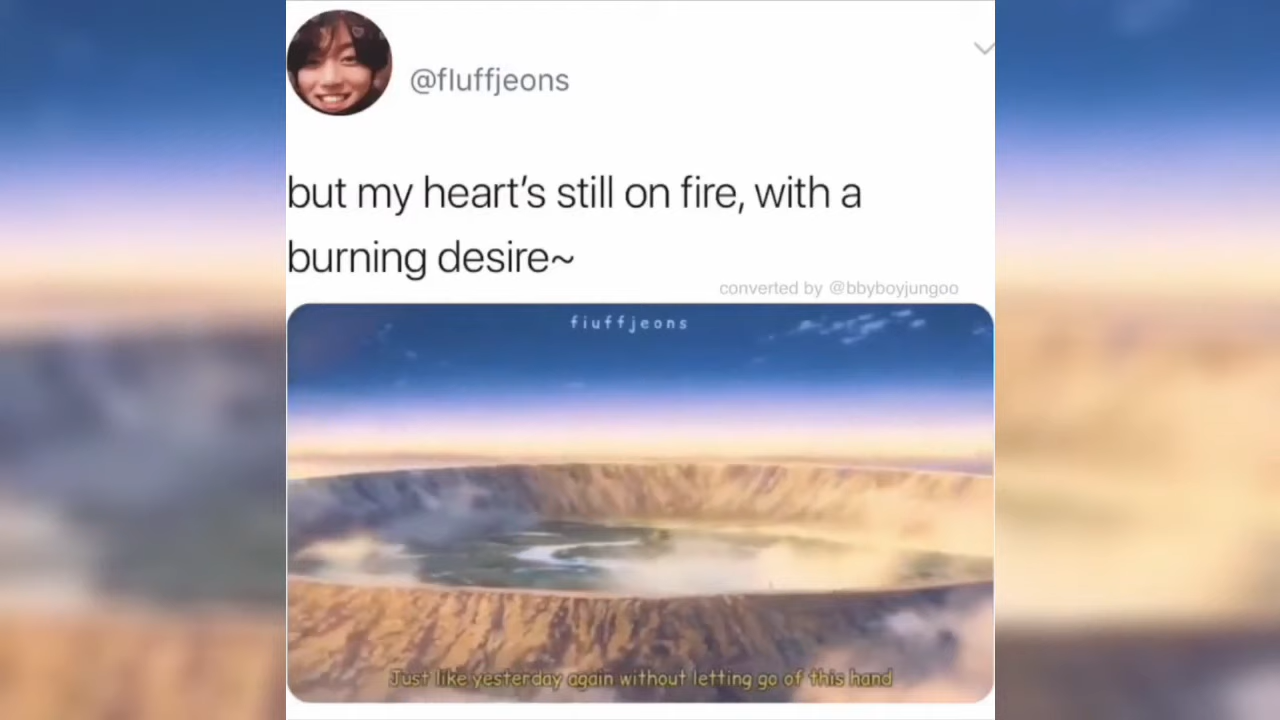 @fluffjeons
but my heart's still on fire, with a
burning desire~
converted by @bbyboyjungoo
fiuffjeons
Just like yesterday again without letting go of this hand